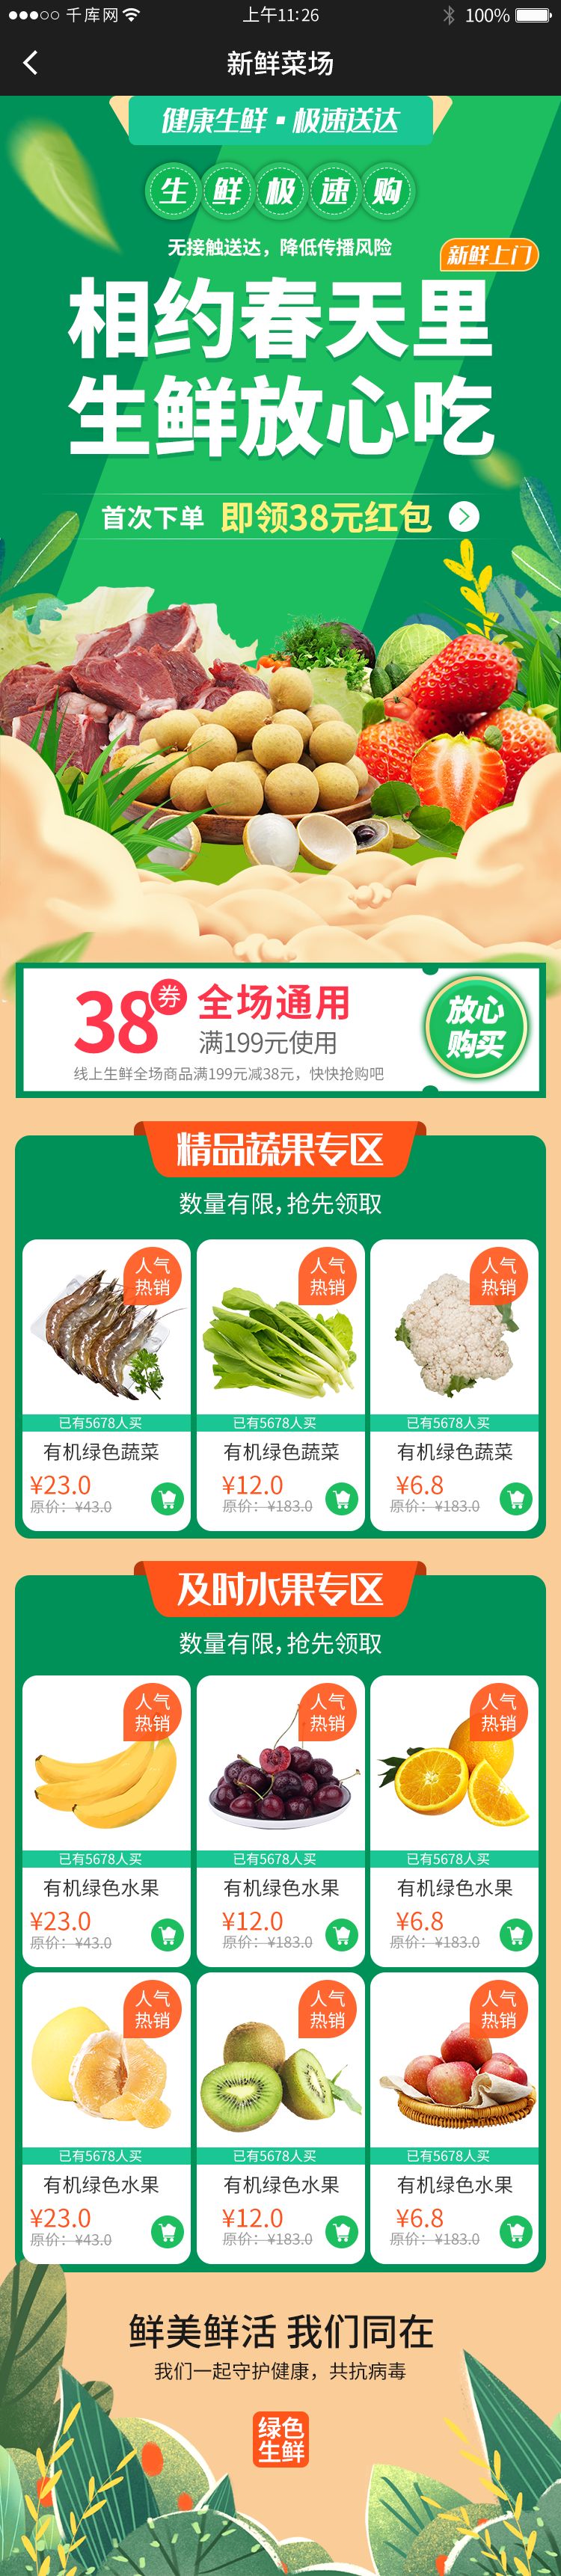 千库网
上午11:26
100%
新鲜菜场
健康生鲜·极速送达
生鲜极速购
无接触送达，降低传播风险
新鲜上门
相约春天里
生鲜放心吃
首次下单 即领38元红包
38
券
全场通用
满199元使用
线上生鲜全场商品满199元减38元，快快抢购吧
放心
购买
精品蔬果专区
数量有限，抢先领取
人气
热销
人气
热销
人气
热销
已有5678人买
已有5678人买
已有5678人买
有机绿色蔬菜
有机绿色蔬菜
有机绿色蔬菜
¥23.0
¥12.0
¥6.8
原价：¥43.0
原价：¥183.0
原价：¥183.0
及时水果专区
数量有限，抢先领取
人气
热销
人气
热销
人气
热销
已有5678人买
已有5678人买
已有5678人买
有机绿色水果
有机绿色水果
有机绿色水果
¥23.0
¥12.0
¥6.8
原价：¥43.0
原价：¥183.0
原价：¥183.0
人气
热销
人气
热销
人气
热销
已有5678人买
已有5678人买
已有5678人买
有机绿色水果
有机绿色水果
有机绿色水果
¥23.0
¥12.0
¥6.8
原价：¥43.0
原价：¥183.0
原价：¥183.0
鲜美鲜活 我们同在
我们一起守护健康，共抗病毒
绿色
生鲜